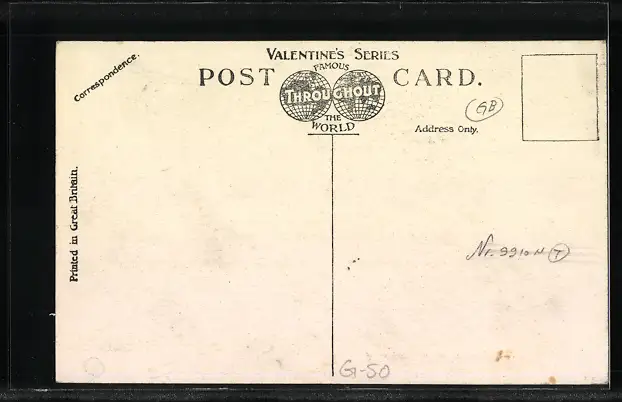 Correspondence.
VALENTINE'S SERIES
FAMOUS
POST THROUGHOUT CARD.
THE
WORLD
Address Only.
GB
Printed in Great Britain.
Nr. 9910 N T
G-50